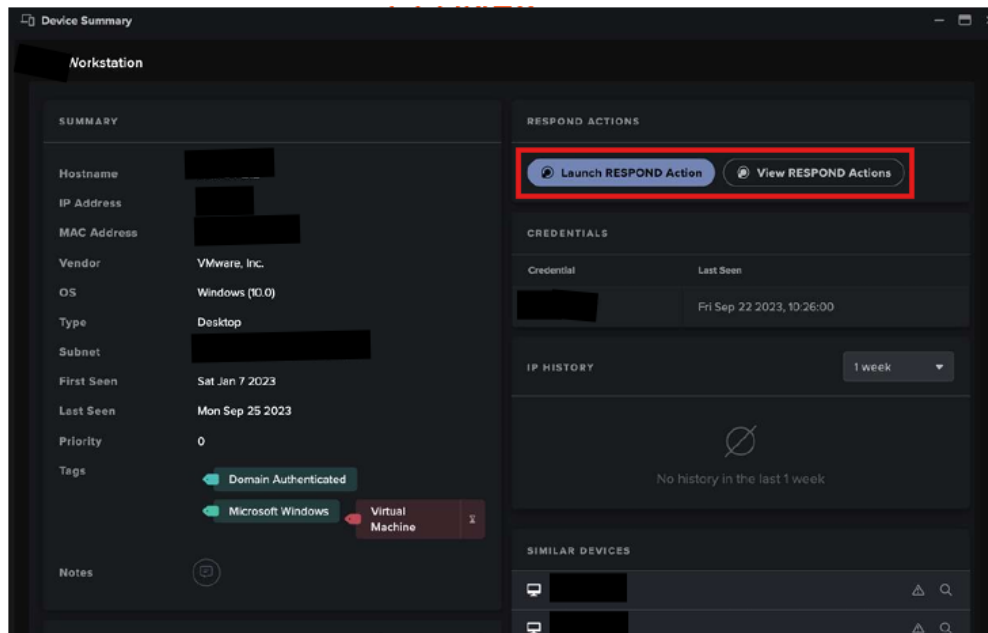 Device Summary
Workstation
SUMMARY
Hostname
IP Address
MAC Address
Vendor VMware, Inc.
OS Windows (10.0)
Type Desktop
Subnet
First Seen Sat Jan 7 2023
Last Seen Mon Sep 25 2023
Priority 0
Tags
Domain Authenticated
Microsoft Windows
Virtual
Machine
Notes
RESPOND ACTIONS
Launch RESPOND Action View RESPOND Actions
CREDENTIALS
Credential Last Seen
Fri Sep 22 2023, 10:26:00
IP HISTORY 1 week
No history in the last 1 week
SIMILAR DEVICES